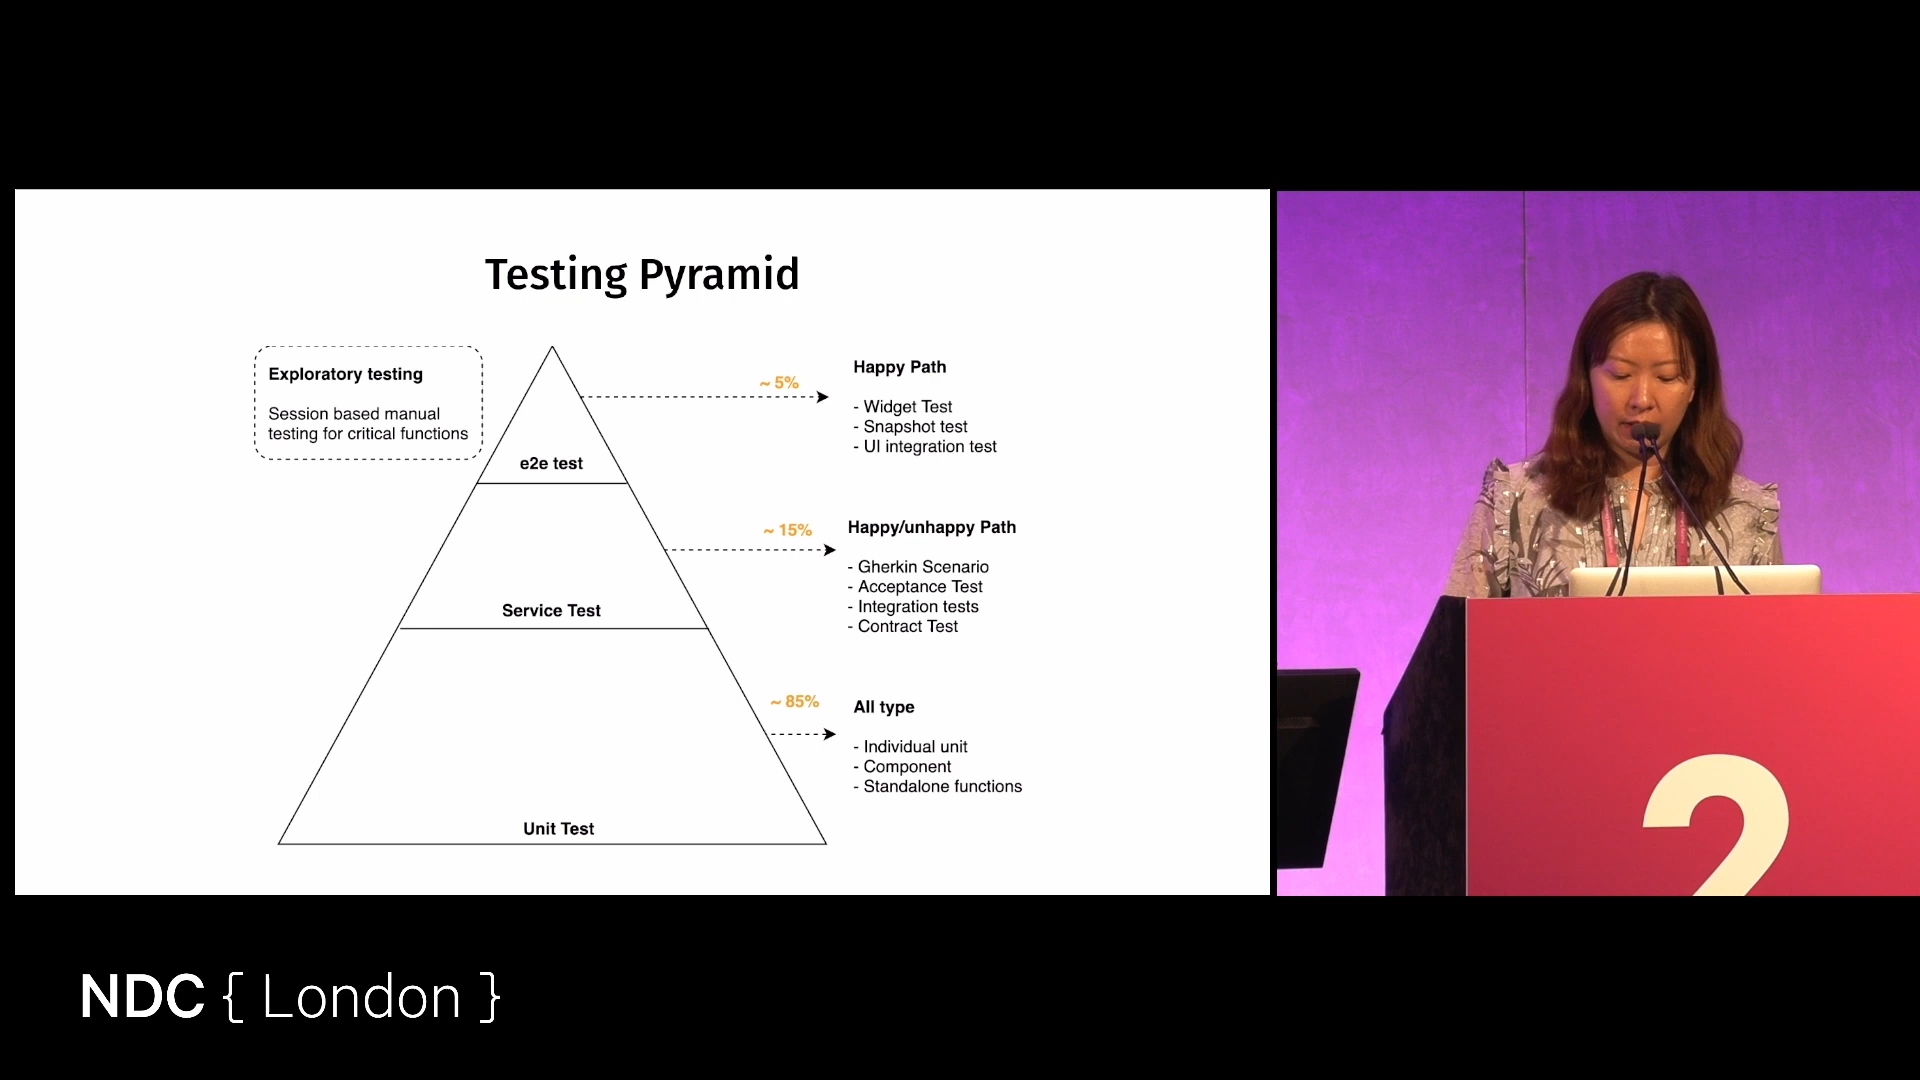 Testing Pyramid
Exploratory testing
Session based manual
testing for critical functions
e2e test
Service Test
Unit Test
~ 5%
Happy Path
- Widget Test
- Snapshot test
- UI integration test
~ 15%
Happy/unhappy Path
- Gherkin Scenario
- Acceptance Test
- Integration tests
- Contract Test
~ 85%
All type
- Individual unit
- Component
- Standalone functions
2
NDC { London }